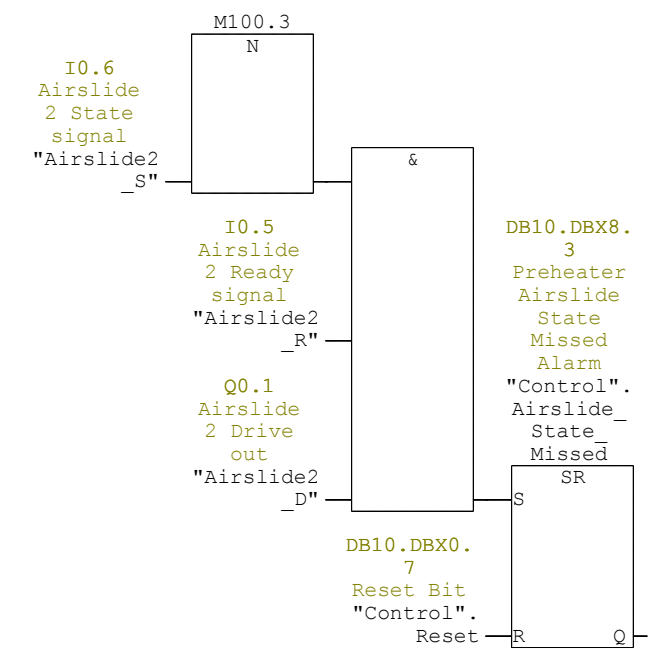 M100.3
N
I0.6
Airslide
2 State
signal
"Airslide2
_S"
&
I0.5
Airslide
2 Ready
signal
"Airslide2
_R"
Q0.1
Airslide
2 Drive
out
"Airslide2
_D"
DB10.DBX8.
3
Preheater
Airslide
State
Missed
Alarm
"Control".
Airslide_
State_
Missed
SR
S
DB10.DBX0.
7
Reset Bit
"Control".
Reset
R
Q